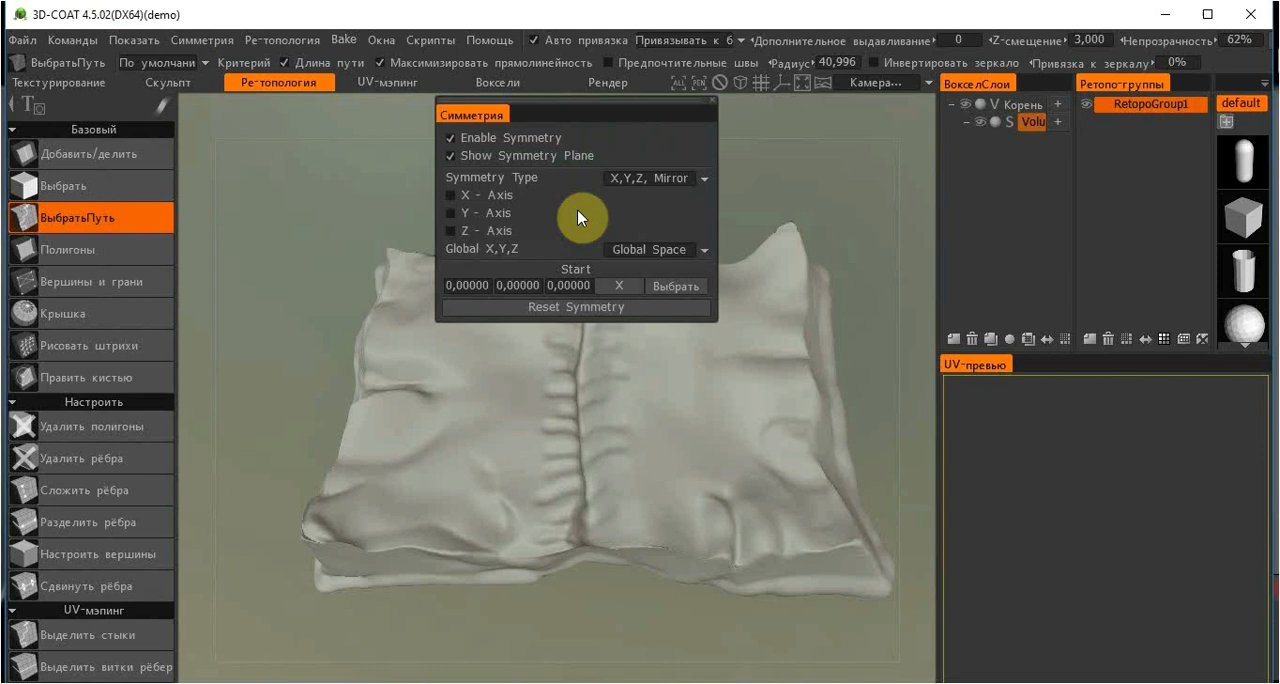 3D-COAT 4.5.02(DX64)(demo)
Файл Команды Показать Симметрия Ре-топология Bake Окна Скрипты Помощь Авто привязка Привязывать к б Дополнительное выдавливание 0 Z-смещение 3,000 Непрозрачность 62%
ВыбратьПуть По умолчани Критерий Длина пути Максимизировать прямолинейность Предпочтительные швы Радиус 40,996 Инвертировать зеркало Привязка к зеркалу 0%
Текстурирование Скульпт Ре-топология UV-мэпинг Воксели Рендер Камера... ВокселСлои Ретопо-группы
V Корень + RetopoGroup1 default
S Volu +
Базовый
Добавить/делить
Выбрать
ВыбратьПуть
Полигоны
Вершины и грани
Крышка
Рисовать штрихи
Править кистью
Настроить
Удалить полигоны
Удалить рёбра
Сложить рёбра
Разделить рёбра
Настроить вершины
Сдвинуть рёбра
UV-мэпинг
Выделить стыки
Выделить витки рёбер
Симметрия
Enable Symmetry
Show Symmetry Plane
Symmetry Type X,Y,Z, Mirror
X - Axis
Y - Axis
Z - Axis
Global X,Y,Z Global Space
Start
0,00000 0,00000 0,00000 X Выбрать
Reset Symmetry
UV-превью